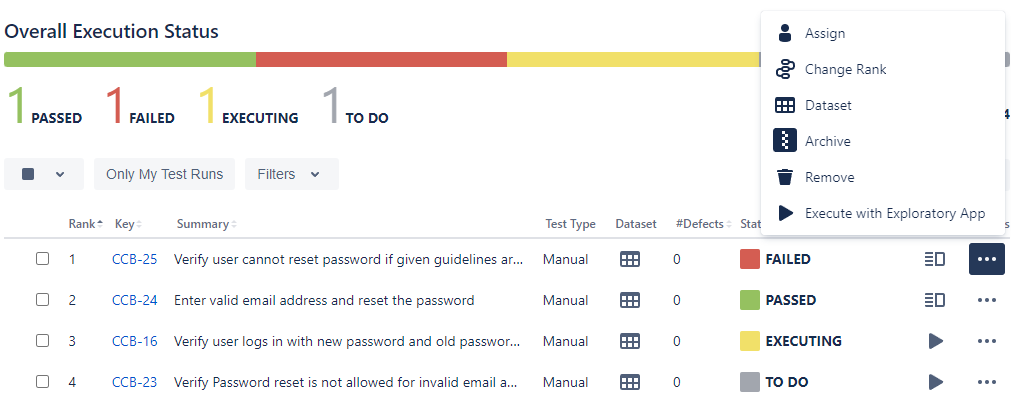 Overall Execution Status
1 PASSED 1 FAILED 1 EXECUTING 1 TO DO
4
Assign
Change Rank
Dataset
Archive
Remove
Execute with Exploratory App
Only My Test Runs Filters
Rank Key Summary Test Type Dataset #Defects Stat s
1 CCB-25 Verify user cannot reset password if given guidelines ar... Manual 0 FAILED
2 CCB-24 Enter valid email address and reset the password Manual 0 PASSED
3 CCB-16 Verify user logs in with new password and old passwor... Manual 0 EXECUTING
4 CCB-23 Verify Password reset is not allowed for invalid email a... Manual 0 TO DO